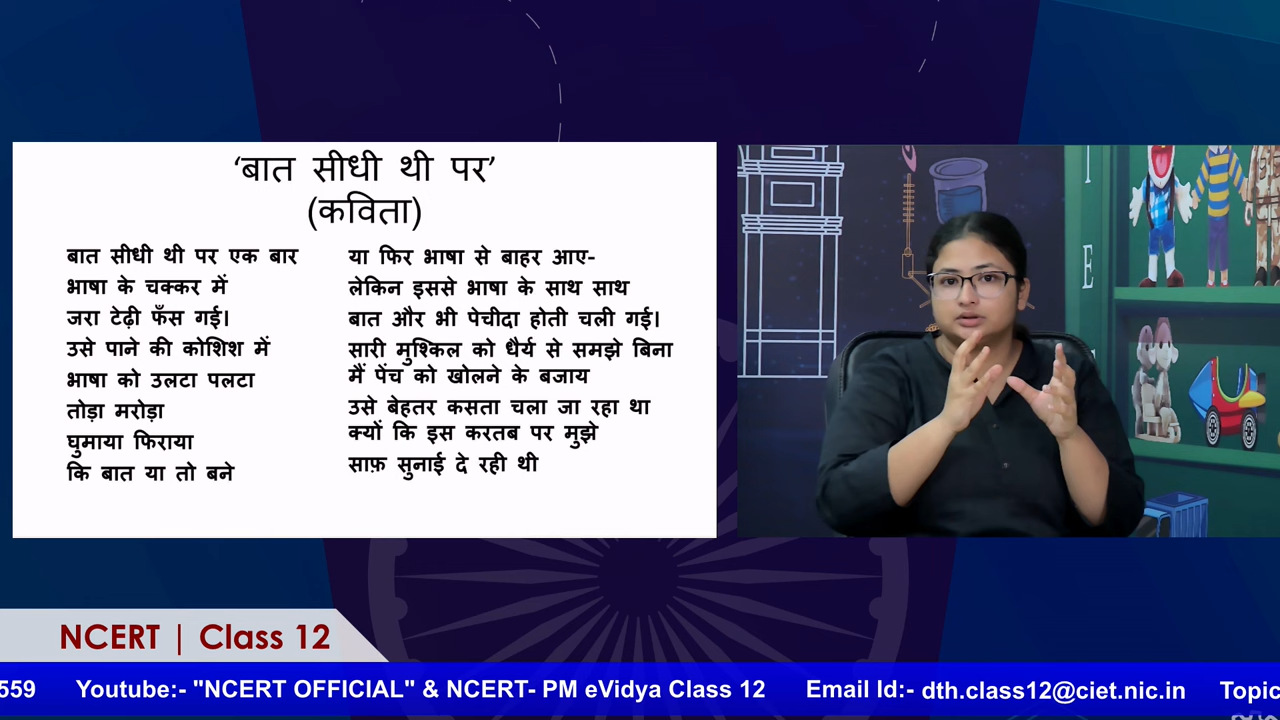 ‘बात सीधी थी पर’
(कविता)
बात सीधी थी पर एक बार
भाषा के चक्कर में
जरा टेढ़ी फँस गई।
उसे पाने की कोशिश में
भाषा को उलटा पलटा
तोड़ा मरोड़ा
घुमाया फिराया
कि बात या तो बने
या फिर भाषा से बाहर आए-
लेकिन इससे भाषा के साथ साथ
बात और भी पेचीदा होती चली गई।
सारी मुश्किल को धैर्य से समझे बिना
मैं पेंच को खोलने के बजाय
उसे बेहतर कसता चला जा रहा था
क्यों कि इस करतब पर मुझे
साफ़ सुनाई दे रही थी
I
E
NCERT | Class 12
559 Youtube:- "NCERT OFFICIAL" & NCERT- PM eVidya Class 12 Email Id:- dth.class12@ciet.nic.in Topic